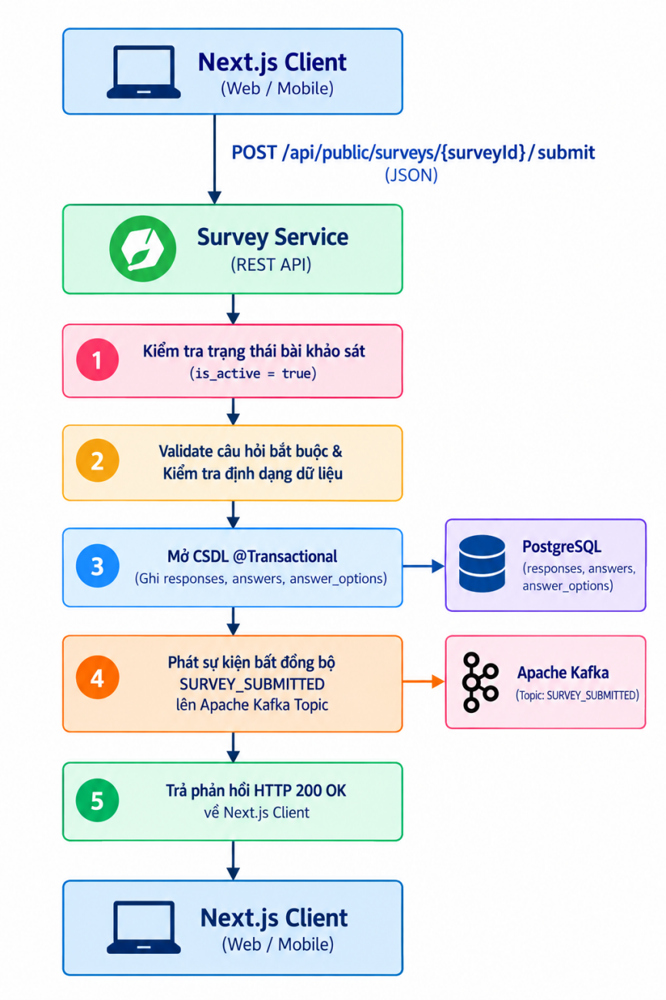 Next.js Client
(Web / Mobile)
POST /api/public/surveys/{surveyId}/submit
(JSON)
Survey Service
(REST API)
1
Kiểm tra trạng thái bài khảo sát
(is_active = true)
2
Validate câu hỏi bắt buộc &
Kiểm tra định dạng dữ liệu
3
Mở CSDL @Transactional
(Ghi responses, answers, answer_options)
PostgreSQL
(responses, answers,
answer_options)
4
Phát sự kiện bất đồng bộ
SURVEY_SUBMITTED
lên Apache Kafka Topic
Apache Kafka
(Topic: SURVEY_SUBMITTED)
5
Trả phản hồi HTTP 200 OK
về Next.js Client
Next.js Client
(Web / Mobile)